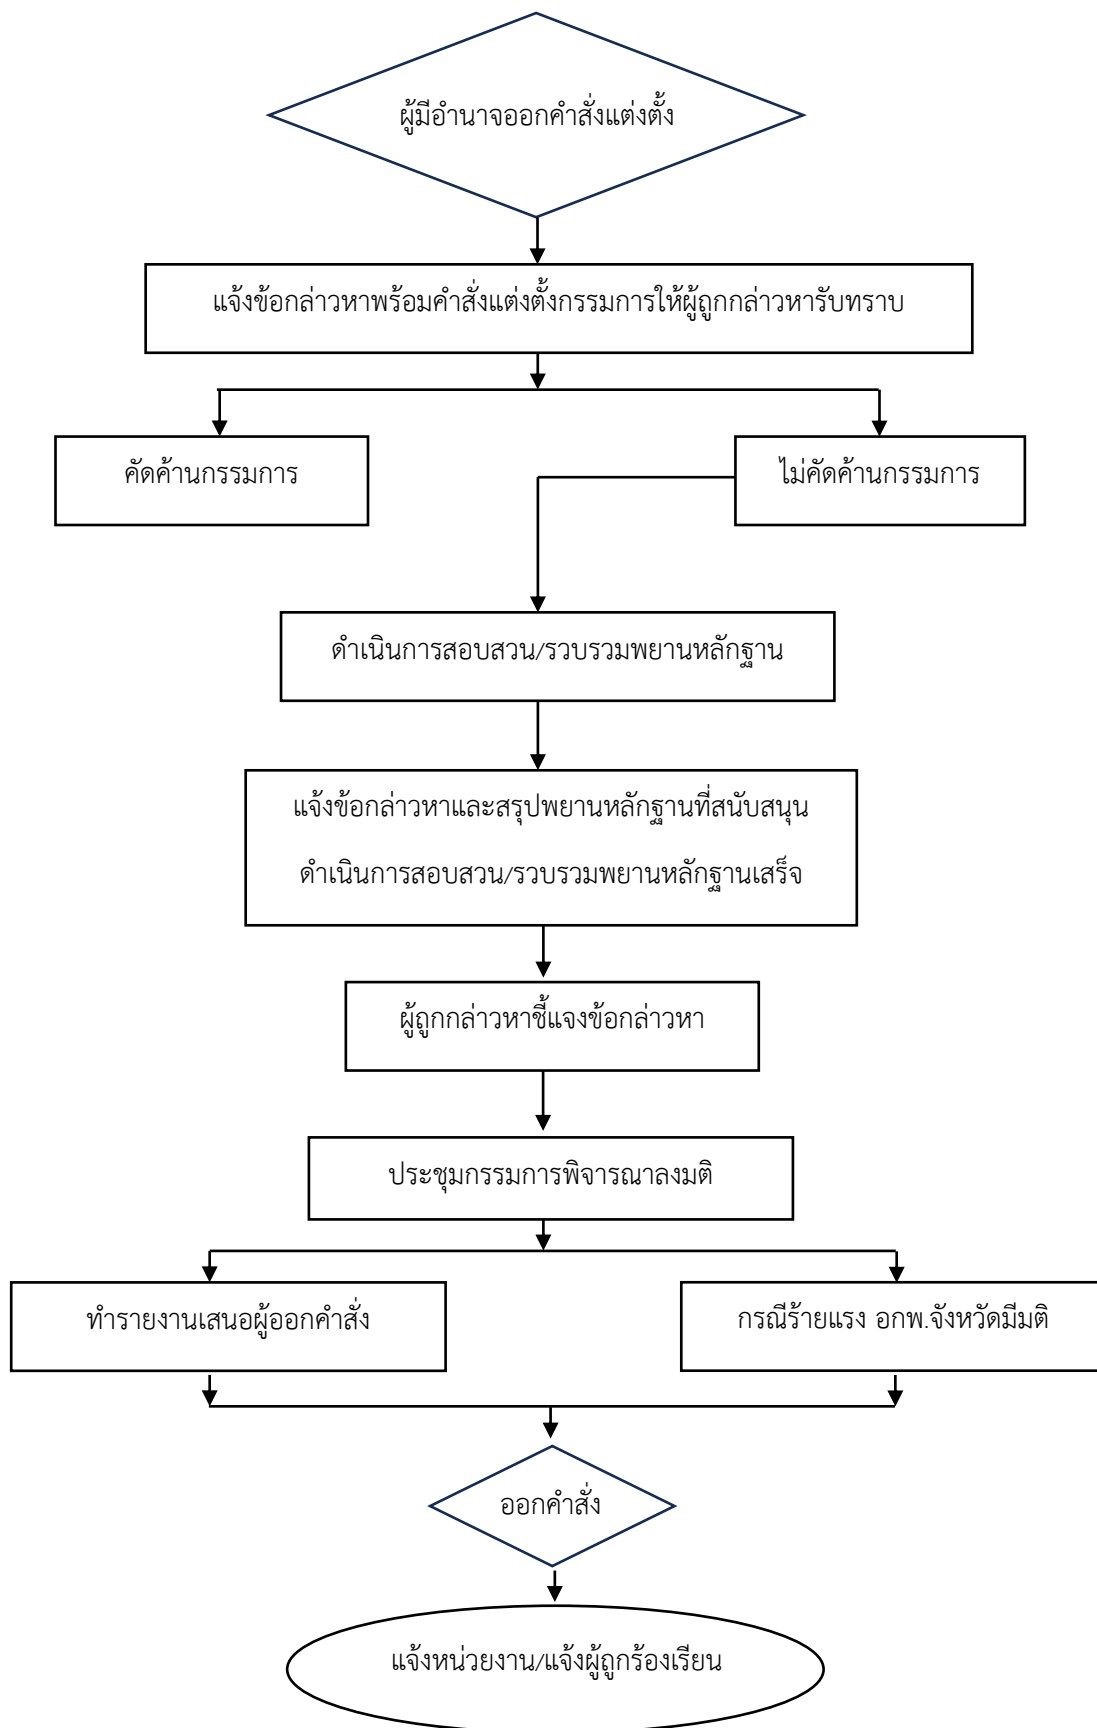 ผู้มีอำนาจออกคำสั่งแต่งตั้ง
แจ้งข้อกล่าวหาพร้อมคำสั่งแต่งตั้งกรรมการให้ผู้ถูกกล่าวหารับทราบ
คัดค้านกรรมการ
ไม่คัดค้านกรรมการ
ดำเนินการสอบสวน/รวบรวมพยานหลักฐาน
แจ้งข้อกล่าวหาและสรุปพยานหลักฐานที่สนับสนุน
ดำเนินการสอบสวน/รวบรวมพยานหลักฐานเสร็จ
ผู้ถูกกล่าวหาชี้แจงข้อกล่าวหา
ประชุมกรรมการพิจารณาลงมติ
ทำรายงานเสนอผู้ออกคำสั่ง
กรณีร้ายแรง อกพ.จังหวัดมีมติ
ออกคำสั่ง
แจ้งหน่วยงาน/แจ้งผู้ถูกร้องเรียน